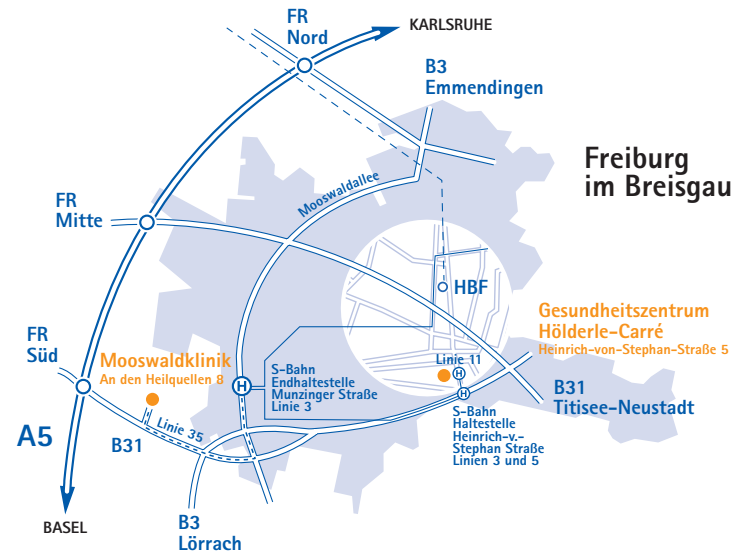 FR
Nord
KARLSRUHE
B3
Emmendingen
Freiburg
im Breisgau
Mooswaldallee
FR
Mitte
HBF
Gesundheitszentrum
Hölderle-Carré
Heinrich-von-Stephan-Straße 5
FR
Süd
Mooswaldklinik
An den Heilquellen 8
H
S-Bahn
Endhaltestelle
Munzinger Straße
Linie 3
Linie 11
H
H
B31
Titisee-Neustadt
S-Bahn
Haltestelle
Heinrich-v.-
Stephan Straße
Linien 3 und 5
A5
B31
Linie 35
BASEL
B3
Lörrach